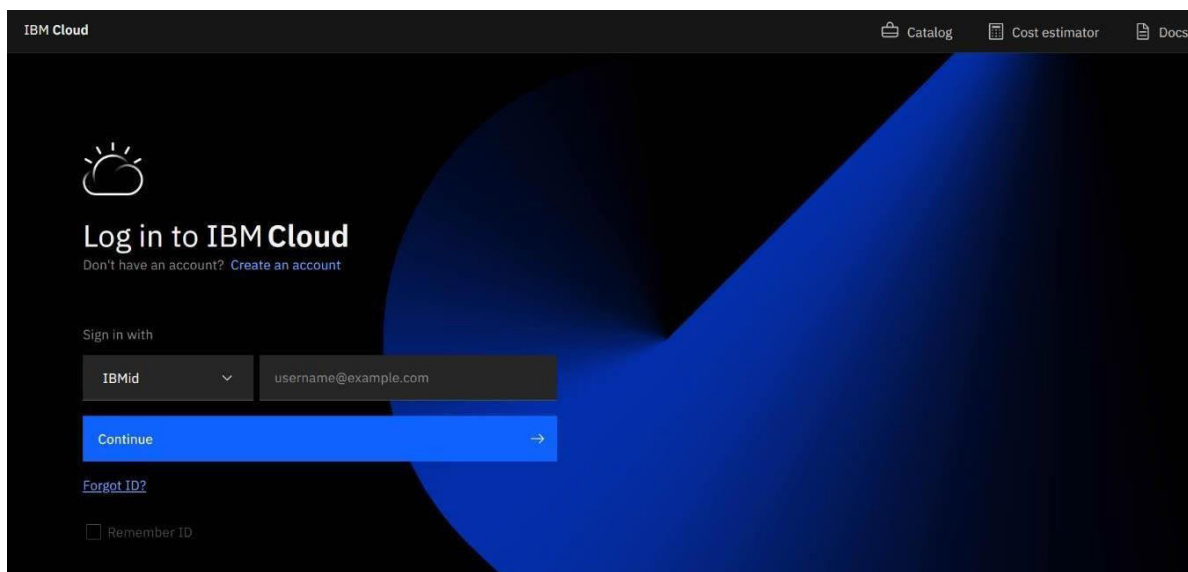 IBM Cloud
Catalog
Cost estimator
Docs
Log in to IBM Cloud
Don't have an account? Create an account
Sign in with
IBMid
username@example.com
Continue
Forgot ID?
Remember ID